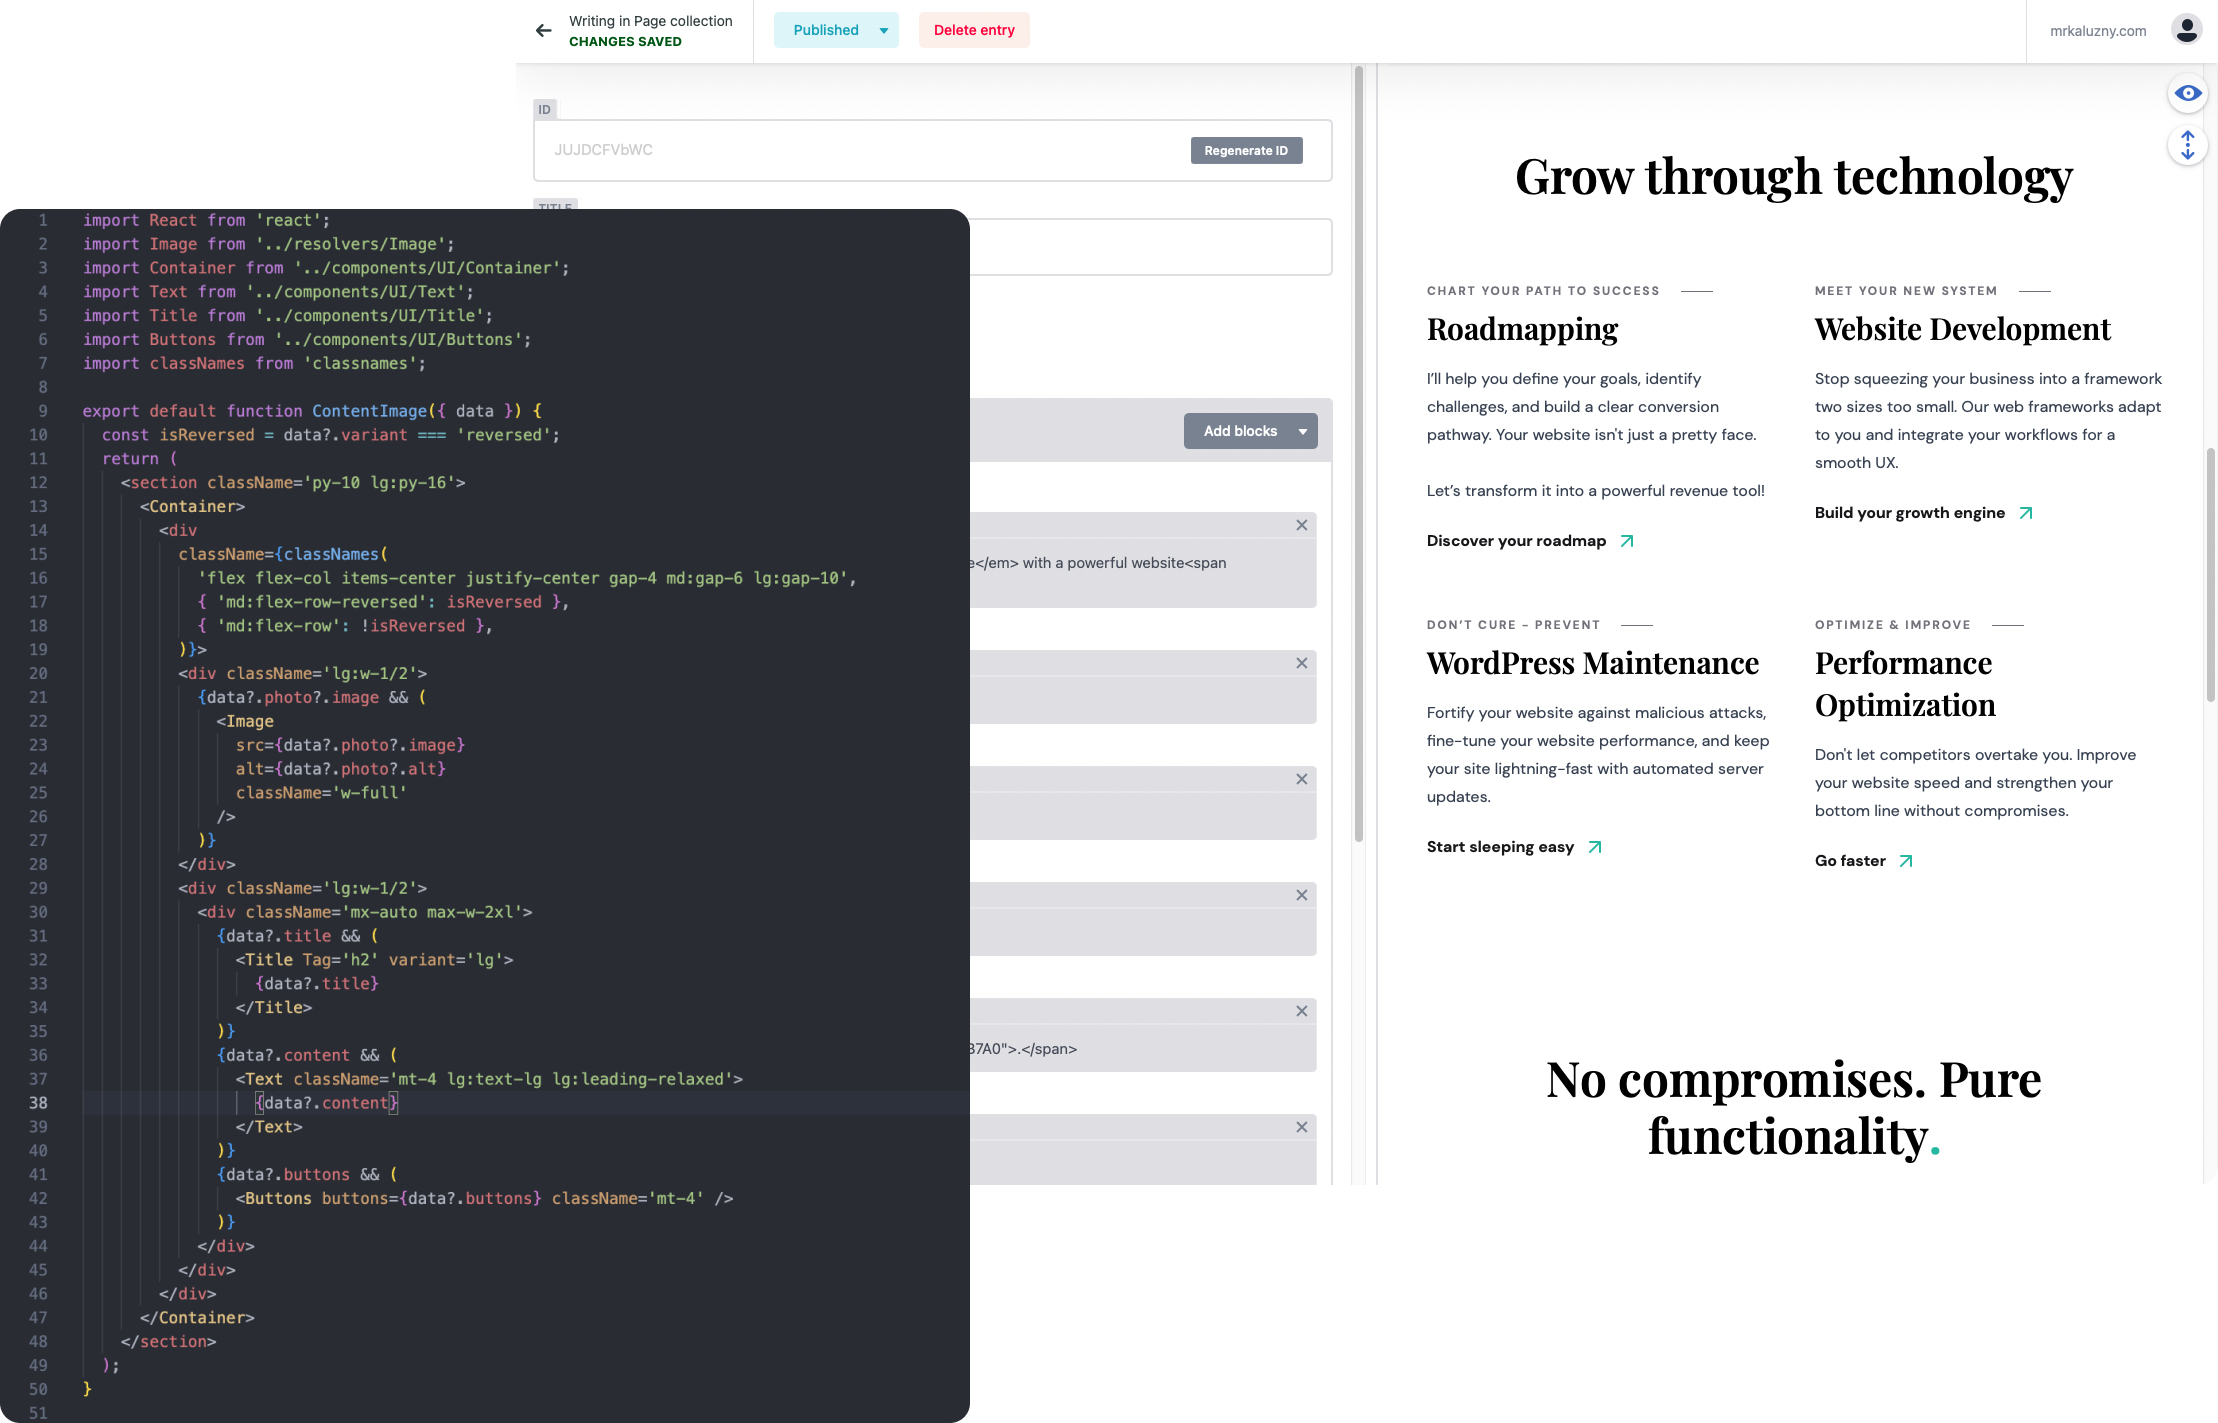 Writing in Page collection
CHANGES SAVED
Published
Delete entry
mrkaluzny.com
ID
JUJDCFVbWC
Regenerate ID
TITLE
Add blocks
e</em> with a powerful website<span
87A0">.</span>
1 import React from 'react';
2 import Image from '../resolvers/Image';
3 import Container from '../components/UI/Container';
4 import Text from '../components/UI/Text';
5 import Title from '../components/UI/Title';
6 import Buttons from '../components/UI/Buttons';
7 import classNames from 'classnames';
8
9 export default function ContentImage({ data }) {
10 const isReversed = data?.variant === 'reversed';
11 return (
12 <section className='py-10 lg:py-16'>
13 <Container>
14 <div
15 className={classNames(
16 'flex flex-col items-center justify-center gap-4 md:gap-6 lg:gap-10',
17 { 'md:flex-row-reversed': isReversed },
18 { 'md:flex-row': !isReversed },
19 )}>
20 <div className='lg:w-1/2'>
21 {data?.photo?.image && (
22 <Image
23 src={data?.photo?.image}
24 alt={data?.photo?.alt}
25 className='w-full'
26 />
27 )}
28 </div>
29 <div className='lg:w-1/2'>
30 <div className='mx-auto max-w-2xl'>
31 {data?.title && (
32 <Title Tag='h2' variant='lg'>
33 {data?.title}
34 </Title>
35 )}
36 {data?.content && (
37 <Text className='mt-4 lg:text-lg lg:leading-relaxed'>
38 {data?.content}
39 </Text>
40 )}
41 {data?.buttons && (
42 <Buttons buttons={data?.buttons} className='mt-4' />
43 )}
44 </div>
45 </div>
46 </div>
47 </Container>
48 </section>
49 );
50 }
51
Grow through technology
CHART YOUR PATH TO SUCCESS
Roadmapping
I’ll help you define your goals, identify
challenges, and build a clear conversion
pathway. Your website isn't just a pretty face.
Let’s transform it into a powerful revenue tool!
Discover your roadmap
MEET YOUR NEW SYSTEM
Website Development
Stop squeezing your business into a framework
two sizes too small. Our web frameworks adapt
to you and integrate your workflows for a
smooth UX.
Build your growth engine
DON’T CURE – PREVENT
WordPress Maintenance
Fortify your website against malicious attacks,
fine-tune your website performance, and keep
your site lightning-fast with automated server
updates.
Start sleeping easy
OPTIMIZE & IMPROVE
Performance
Optimization
Don't let competitors overtake you. Improve
your website speed and strengthen your
bottom line without compromises.
Go faster
No compromises. Pure
functionality.